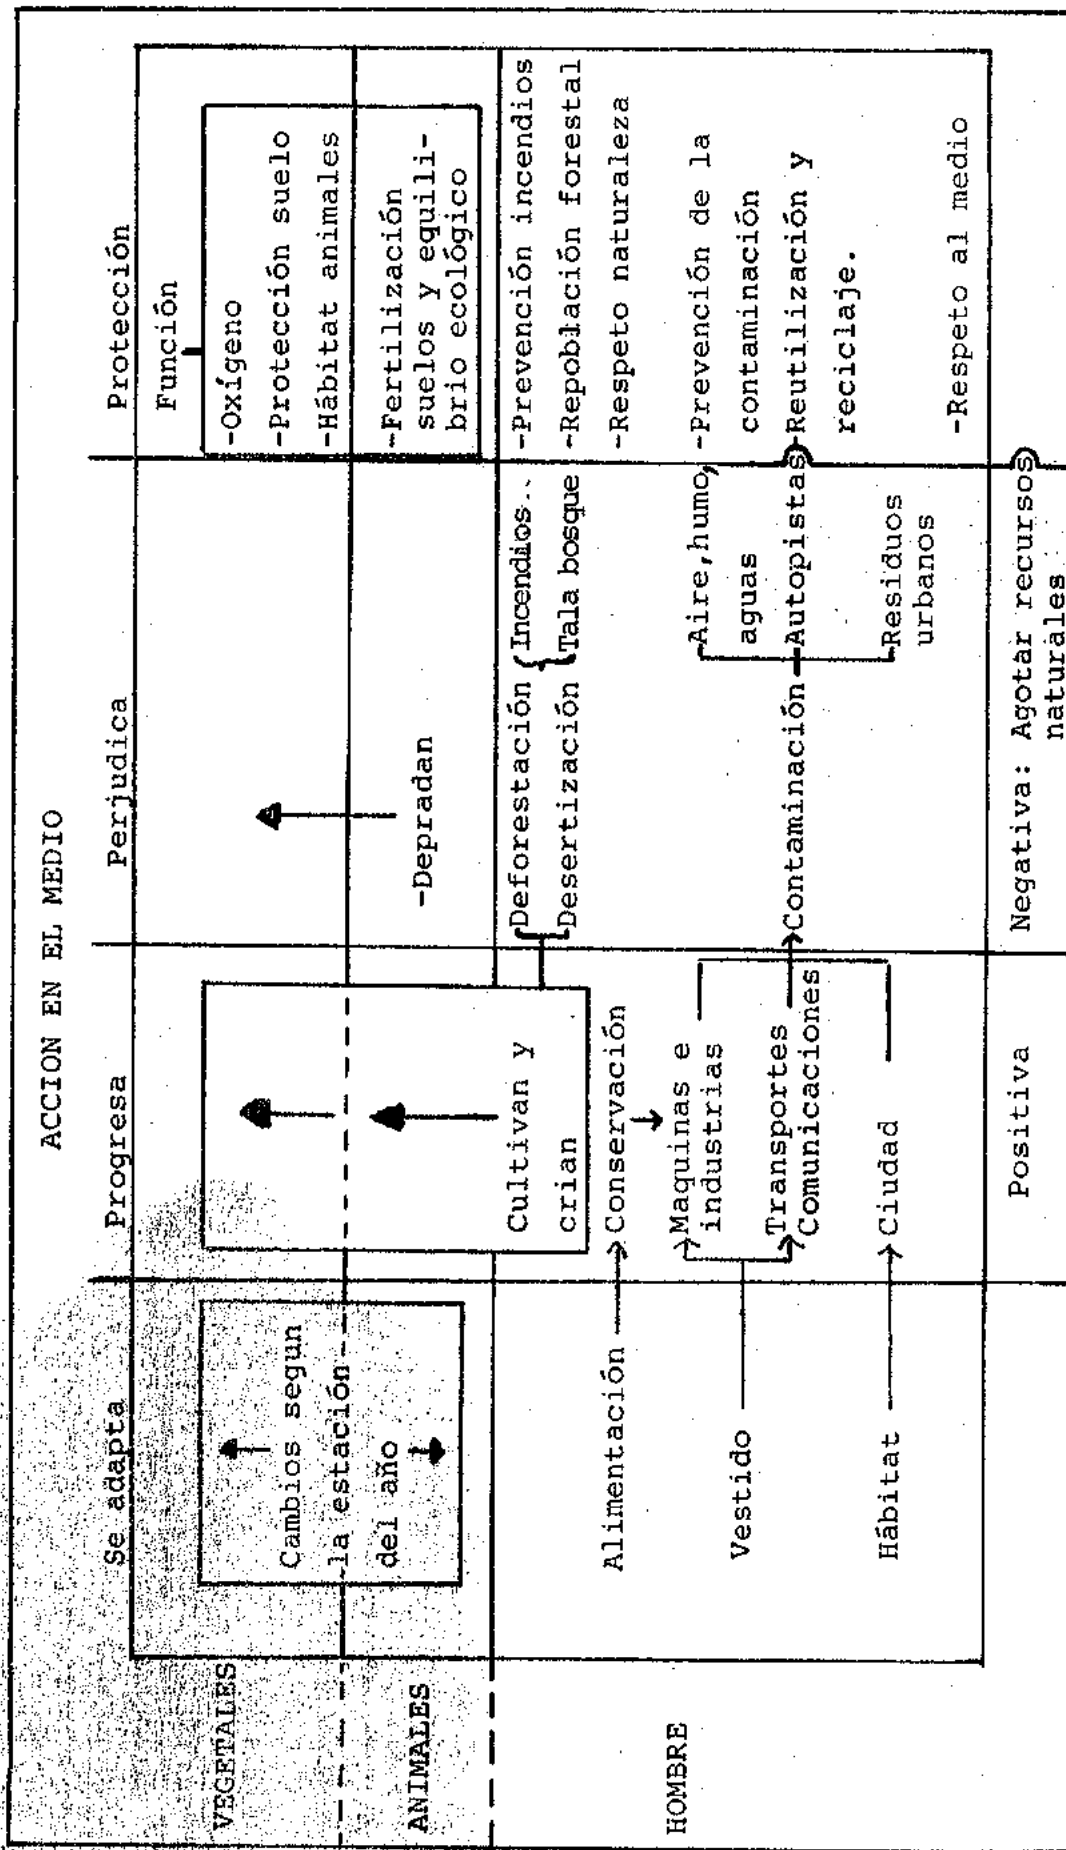 ACCION EN EL MEDIO
Se adapta
Progresa
Perjudica
Protección
VEGETALES
Cambios segun
la estación
del año
Función
-Oxígeno
-Protección suelo
-Hábitat animales
ANIMALES
-Depradan
-Fertilización
suelos y equili-
brio ecológico
Cultivan y
crian
HOMBRE
Deforestación
Desertización
Incendios..
Tala bosque
-Prevención incendios
-Repoblación forestal
-Respeto naturaleza
Alimentación
Conservación
Vestido
Maquinas e
industrias
Transportes
Comunicaciones
Hábitat
Ciudad
Contaminación
-Aire,humo,
aguas
-Autopistas
-Residuos
urbanos
-Prevención de la
contaminación
-Reutilización y
reciclaje.
-Respeto al medio
Positiva
Negativa: Agotar recursos
naturales